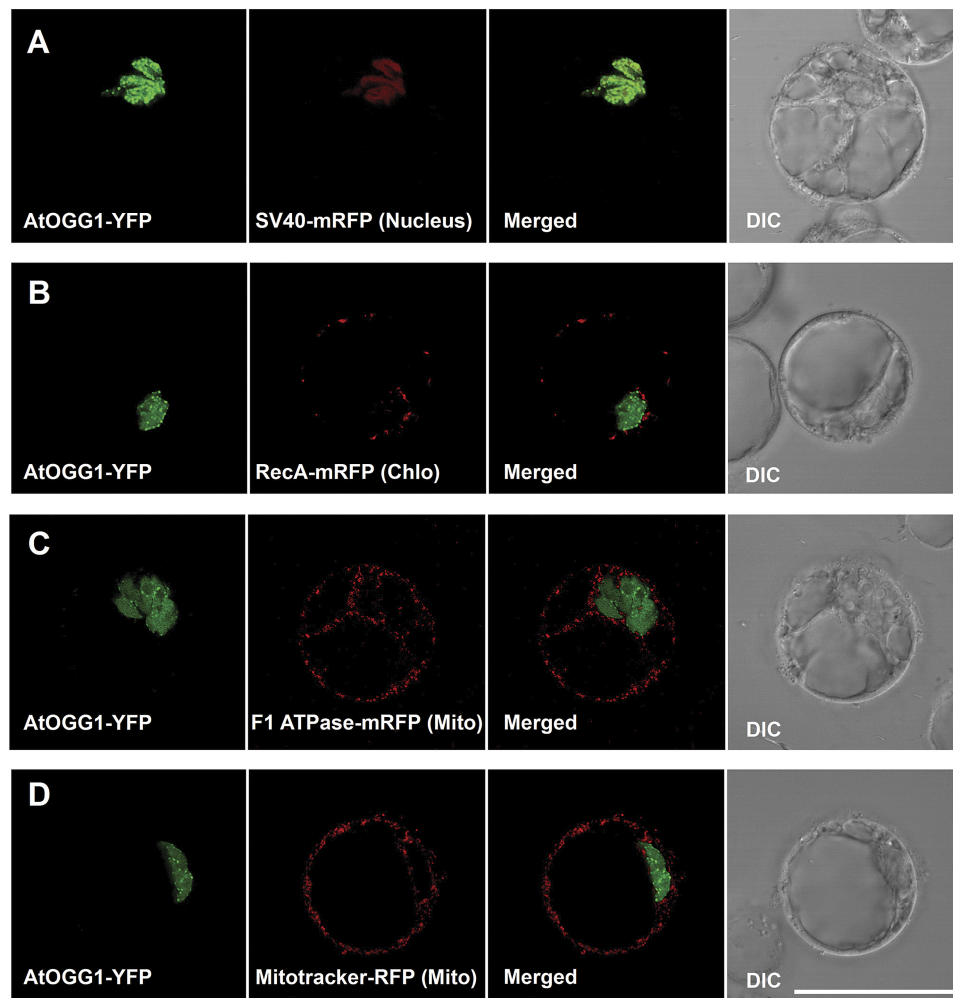 A
AtOGG1-YFP
SV40-mRFP (Nucleus)
Merged
DIC
B
AtOGG1-YFP
RecA-mRFP (Chlo)
Merged
DIC
C
AtOGG1-YFP
F1 ATPase-mRFP (Mito)
Merged
DIC
D
AtOGG1-YFP
Mitotracker-RFP (Mito)
Merged
DIC